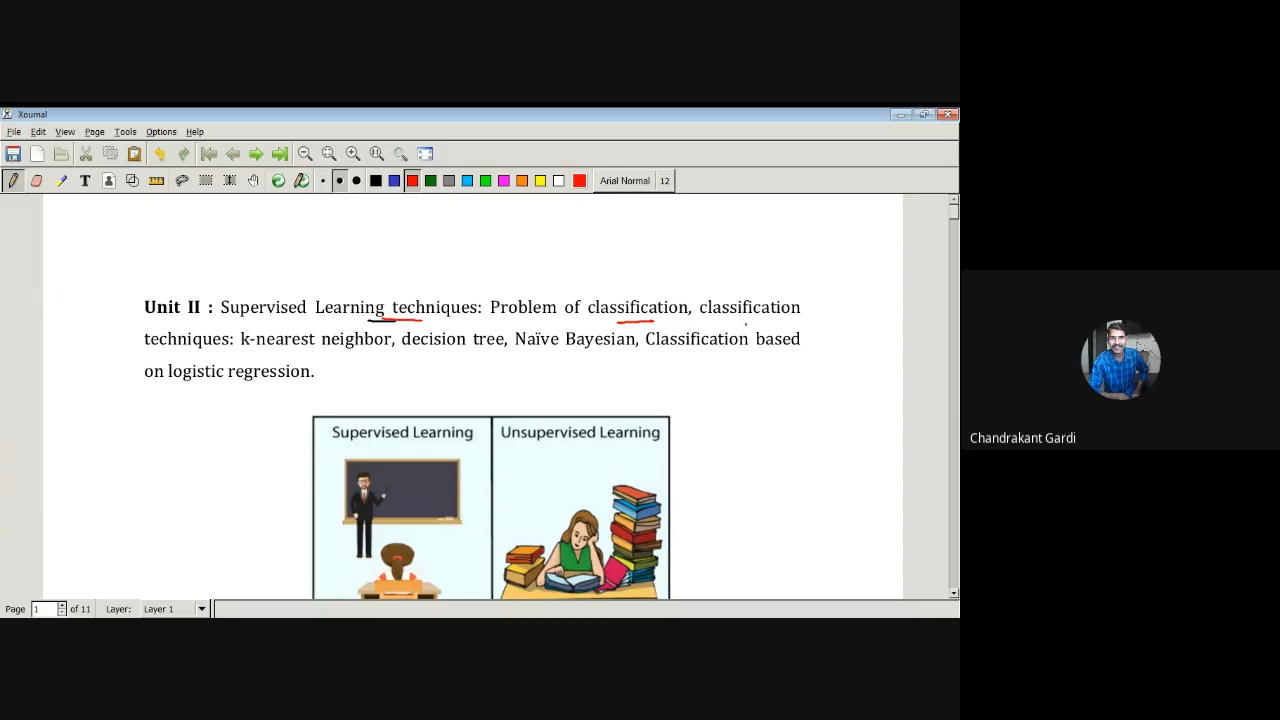 Xournal
File Edit View Page Tools Options Help
T Arial Normal 12
Unit II : Supervised Learning techniques: Problem of classification, classification
techniques: k-nearest neighbor, decision tree, Naïve Bayesian, Classification based
on logistic regression.
Supervised Learning Unsupervised Learning
Chandrakant Gardi
Page 1 of 11 Layer: Layer 1